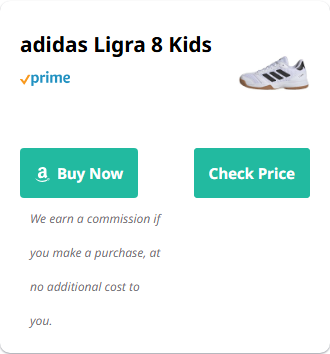 adidas Ligra 8 Kids
prime
Buy Now
Check Price
We earn a commission if
you make a purchase, at
no additional cost to
you.